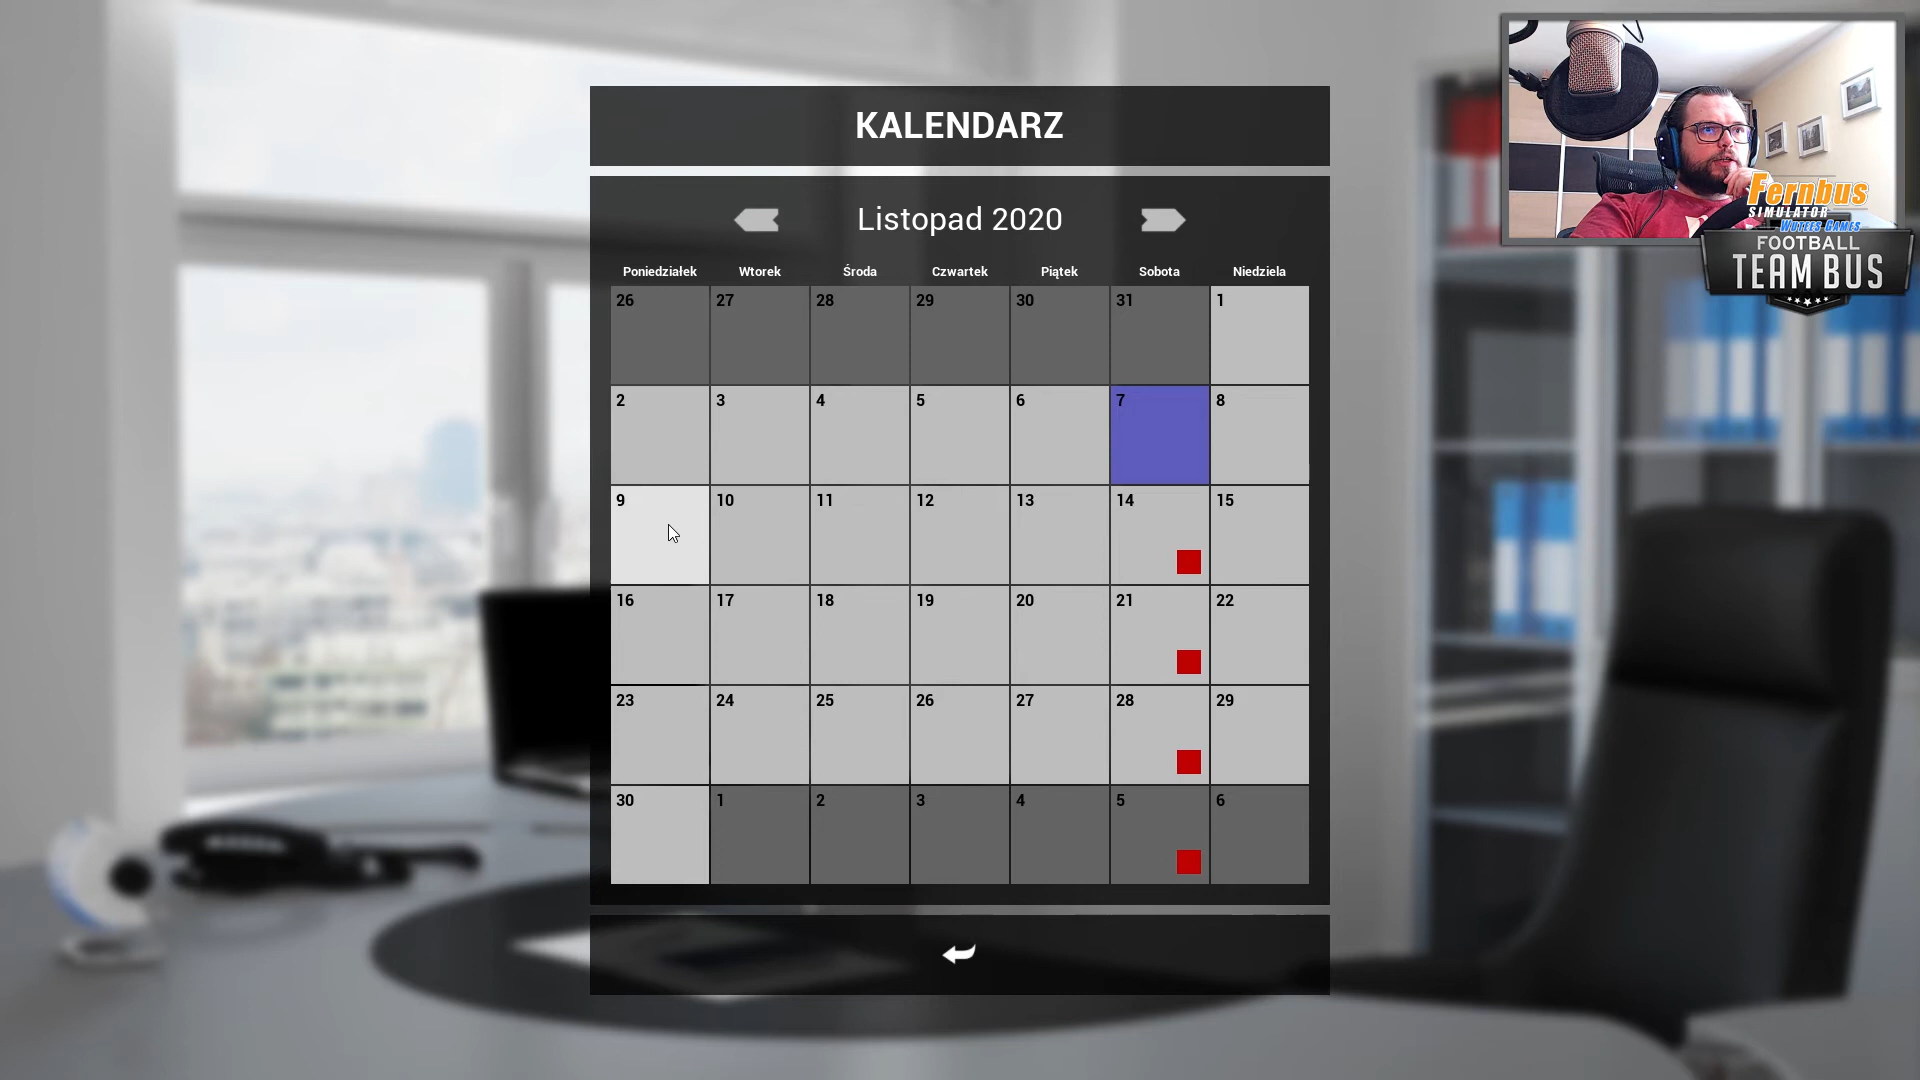 KALENDARZ
Listopad 2020
Poniedziałek Wtorek Środa Czwartek Piątek Sobota Niedziela
26 27 28 29 30 31 1
2 3 4 5 6 7 8
9 10 11 12 13 14 15
16 17 18 19 20 21 22
23 24 25 26 27 28 29
30 1 2 3 4 5 6
Fernbus
SIMULATOR
Wutees Games
FOOTBALL
TEAM BUS